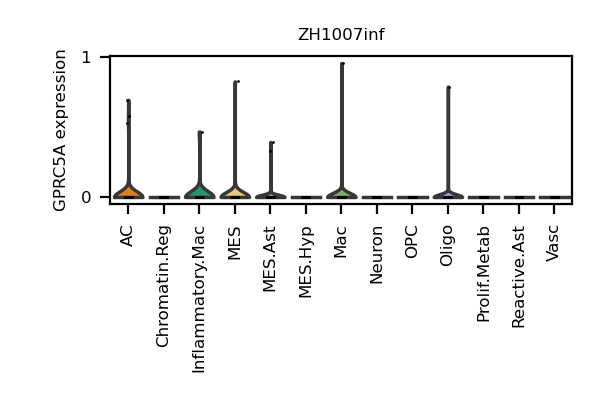 ZH1007inf
GPRC5A expression
1
0
AC
Chromatin.Reg
Inflammatory.Mac
MES
MES.Ast
MES.Hyp
Mac
Neuron
OPC
Oligo
Prolif.Metab
Reactive.Ast
Vasc